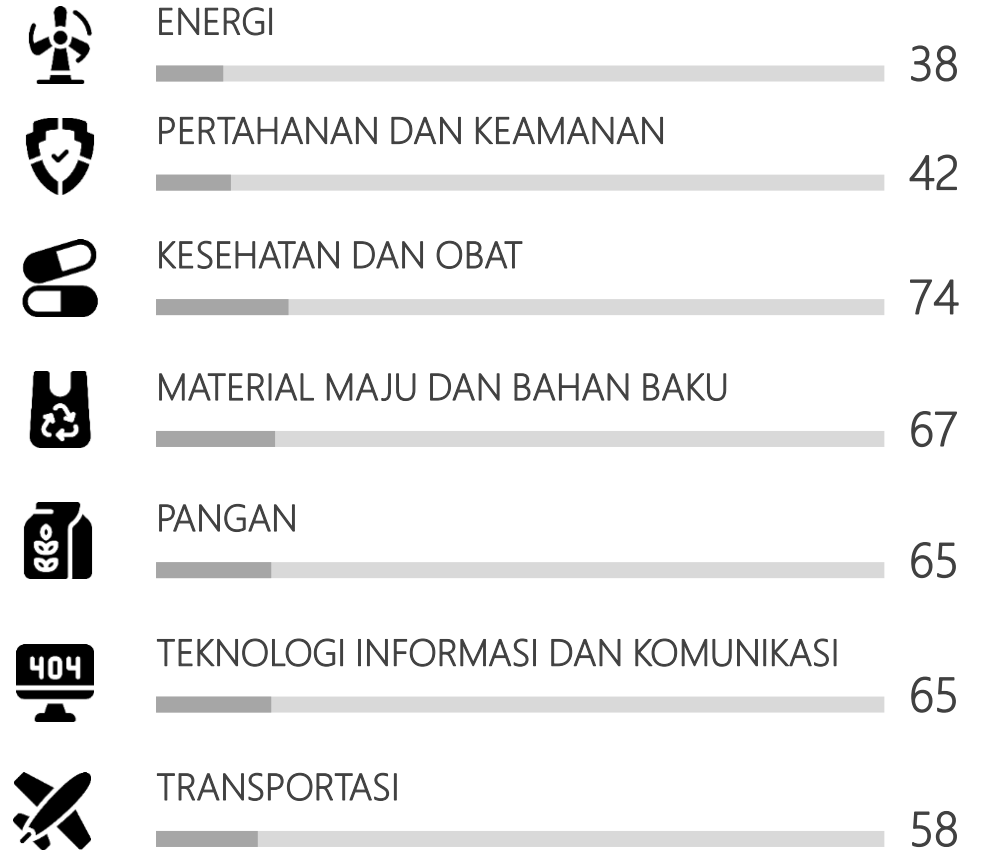 ENERGI
38
PERTAHANAN DAN KEAMANAN
42
KESEHATAN DAN OBAT
74
MATERIAL MAJU DAN BAHAN BAKU
67
PANGAN
65
404
TEKNOLOGI INFORMASI DAN KOMUNIKASI
65
TRANSPORTASI
58